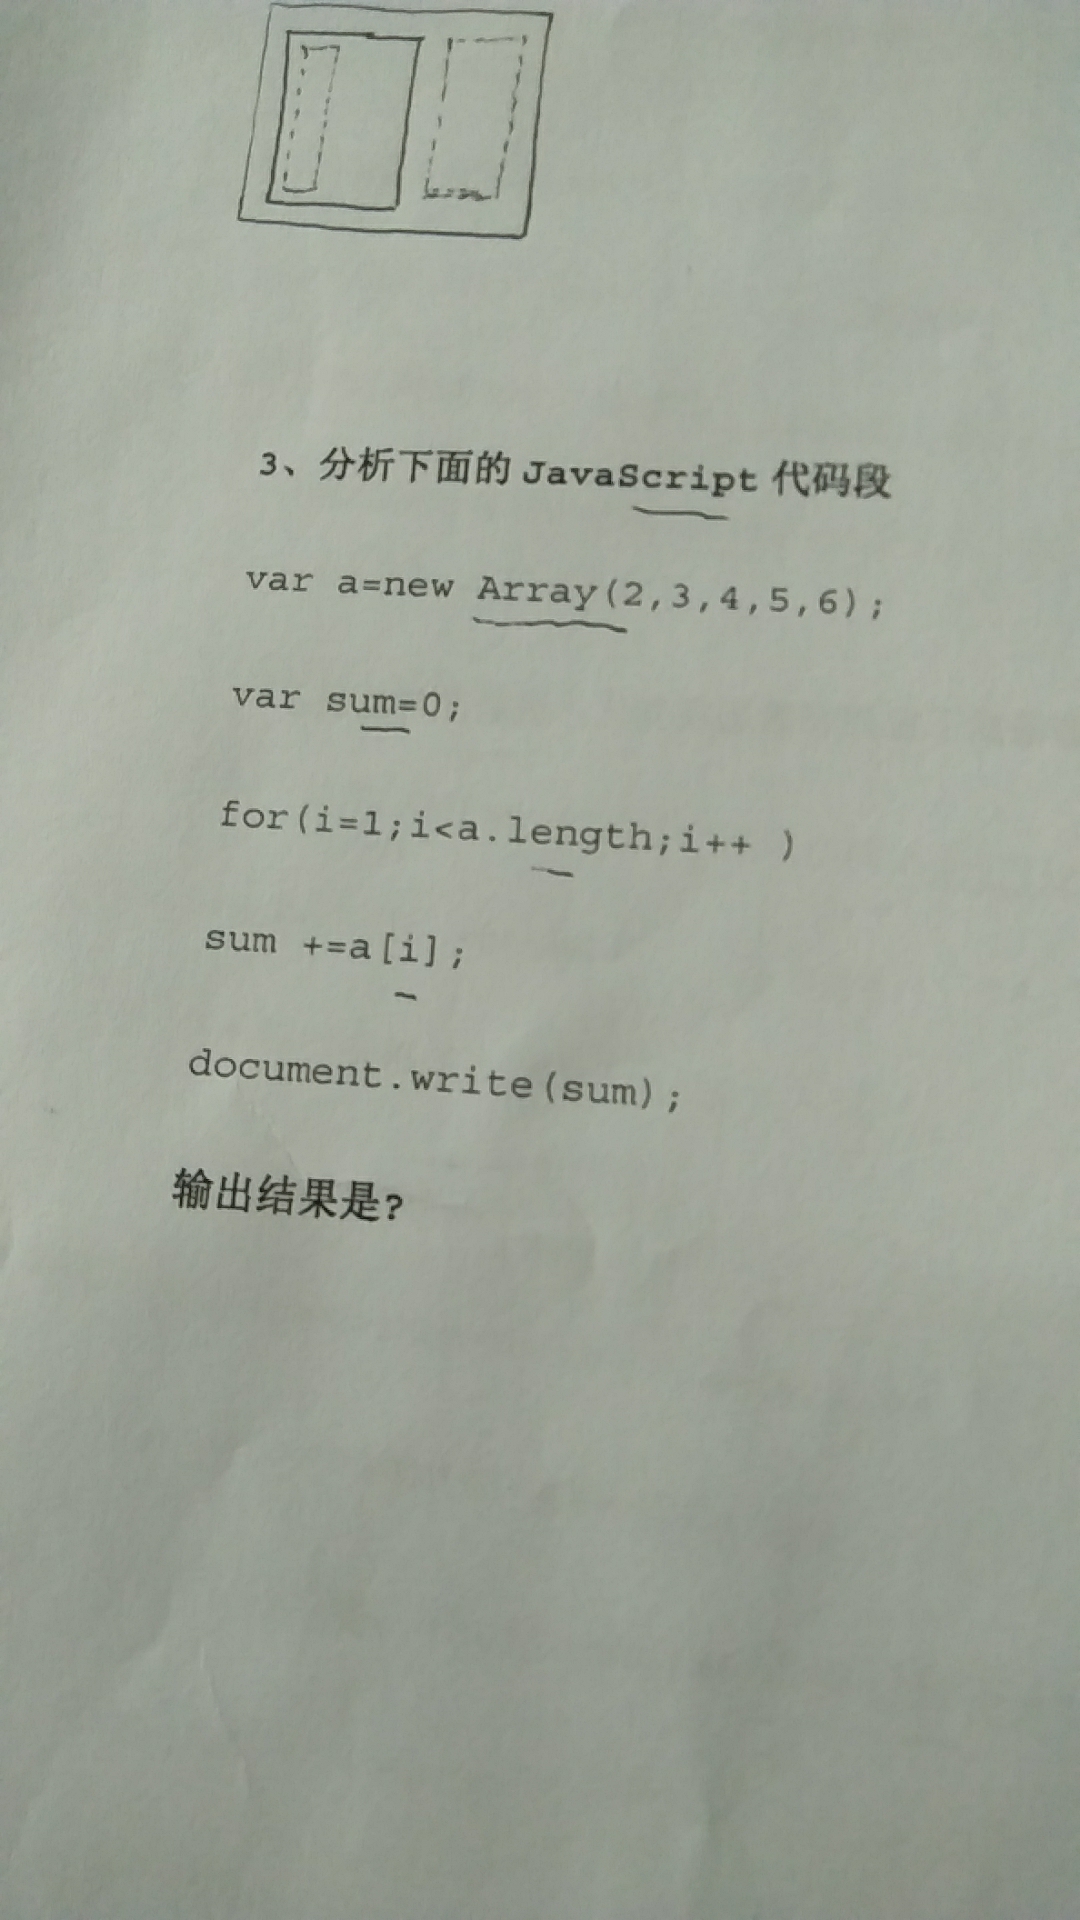 3、分析下面的 JavaScript 代码段
var a=new Array(2,3,4,5,6);
var sum=0;
for(i=1;i<a.length;i++ )
sum +=a[i];
document.write(sum);
输出结果是?